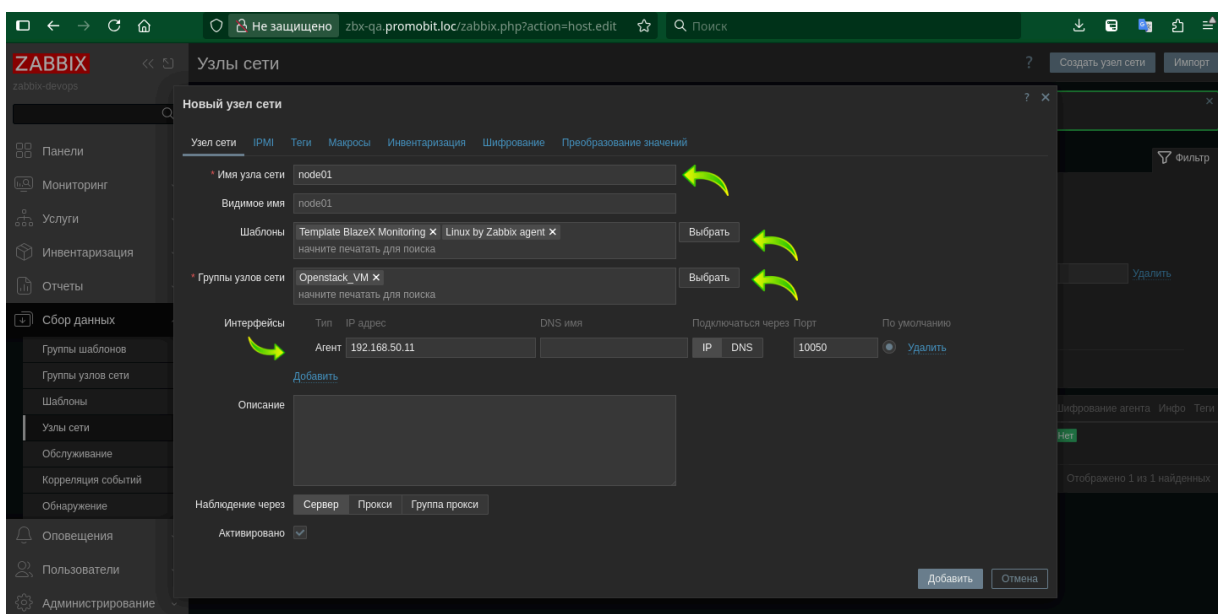 Не защищено zbx-qa.promobit.loc/zabbix.php?action=host.edit Поиск
ZABBIX
zabbix-devops
Узлы сети ? Создать узел сети Импорт
Новый узел сети
Узел сети IPMI Теги Макросы Инвентаризация Шифрование Преобразование значений
* Имя узла сети node01
Видимое имя node01
Шаблоны Template BlazeX Monitoring Linux by Zabbix agent Выбрать
начните печатать для поиска
* Группы узлов сети Openstack_VM Выбрать
начните печатать для поиска
Интерфейсы Тип IP адрес DNS имя Подключаться через Порт По умолчанию
Агент 192.168.50.11 IP DNS 10050 Удалить
Добавить
Описание
Наблюдение через Сервер Прокси Группа прокси
Активировано
Добавить Отмена
Панели
Мониторинг
Услуги
Инвентаризация
Отчеты
Сбор данных
Группы шаблонов
Группы узлов сети
Шаблоны
Узлы сети
Обслуживание
Корреляция событий
Обнаружение
Оповещения
Пользователи
Администрирование
Фильтр
Удалить
Шифрование агента Инфо Теги
Нет
Отображено 1 из 1 найденных